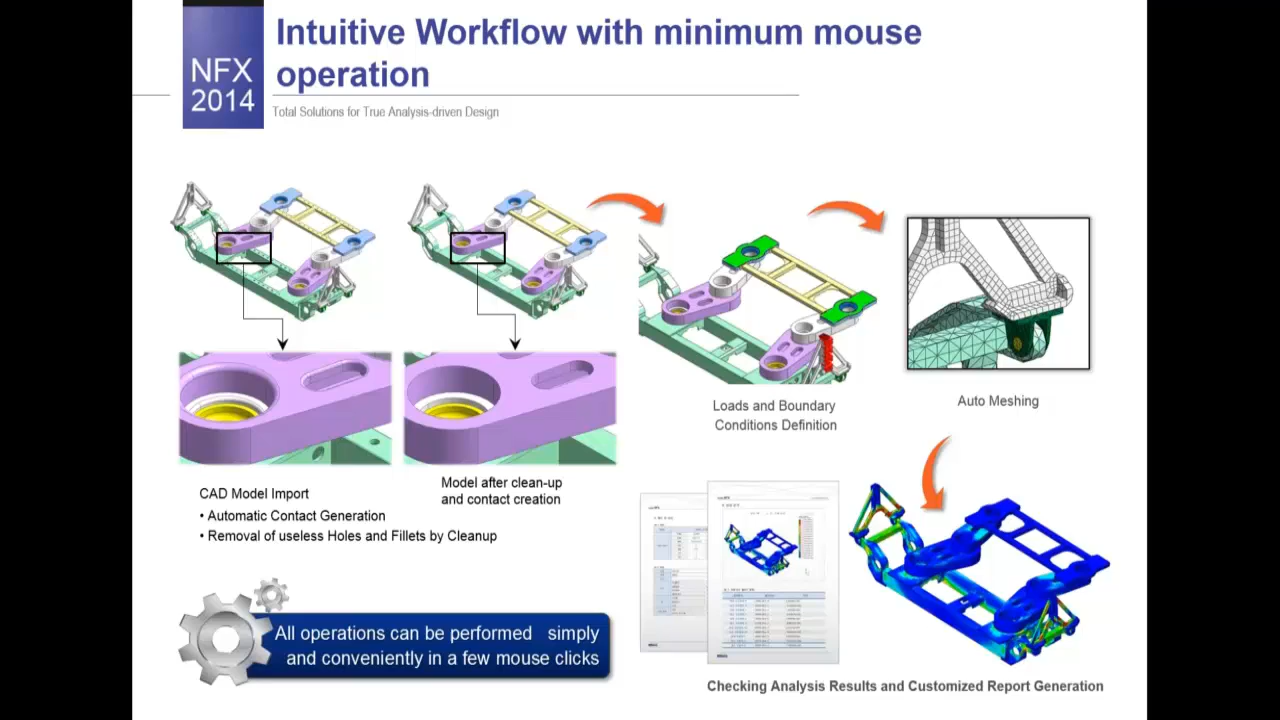 Intuitive Workflow with minimum mouse
operation
NFX
2014
Total Solutions for True Analysis-driven Design
Loads and Boundary
Conditions Definition
Auto Meshing
CAD Model Import
• Automatic Contact Generation
• Removal of useless Holes and Fillets by Cleanup
Model after clean-up
and contact creation
All operations can be performed simply
and conveniently in a few mouse clicks
Checking Analysis Results and Customized Report Generation